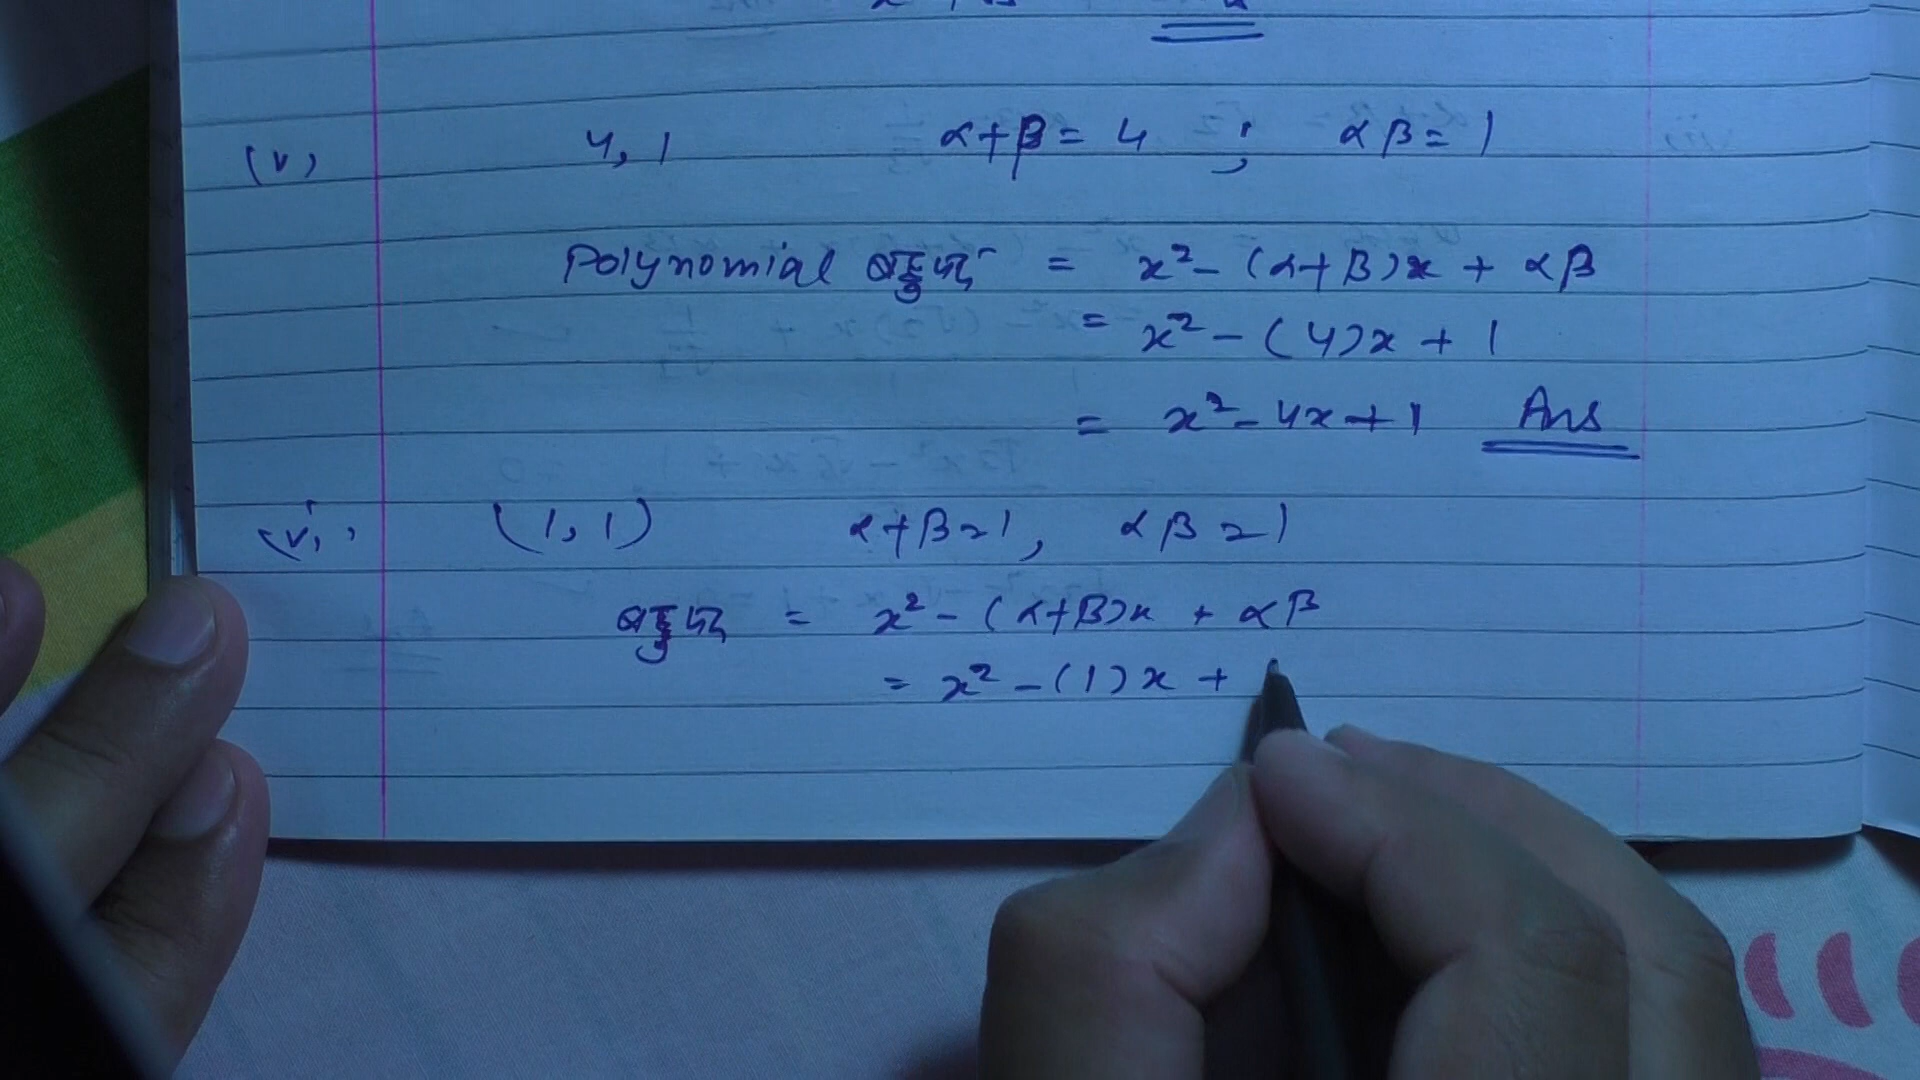 (v) 4, 1 α+β = 4 ; αβ = 1
Polynomial बहुपद = x² - (α+β)x + αβ
= x² - (4)x + 1
= x² - 4x + 1 Ans
(vi) (1, 1) α+β = 1, αβ = 1
बहुपद = x² - (α+β)x + αβ
= x² - (1)x +